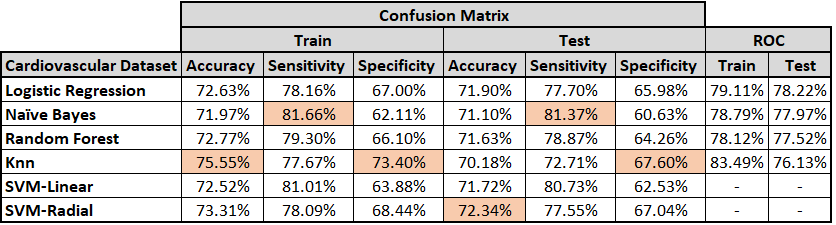 Confusion Matrix
Train Test ROC
Cardiovascular Dataset Accuracy Sensitivity Specificity Accuracy Sensitivity Specificity Train Test
Logistic Regression 72.63% 78.16% 67.00% 71.90% 77.70% 65.98% 79.11% 78.22%
Naïve Bayes 71.97% 81.66% 62.11% 71.10% 81.37% 60.63% 78.79% 77.97%
Random Forest 72.77% 79.30% 66.10% 71.63% 78.87% 64.26% 78.12% 77.52%
Knn 75.55% 77.67% 73.40% 70.18% 72.71% 67.60% 83.49% 76.13%
SVM-Linear 72.52% 81.01% 63.88% 71.72% 80.73% 62.53% - -
SVM-Radial 73.31% 78.09% 68.44% 72.34% 77.55% 67.04% - -